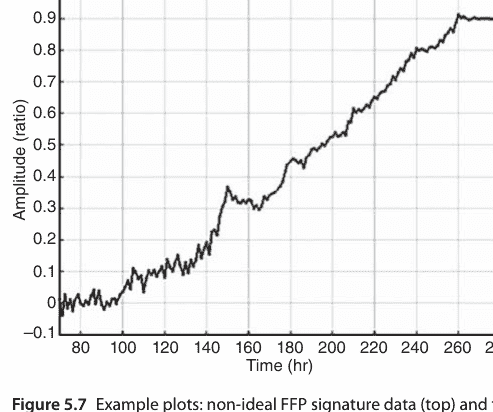 0.9
0.8
0.7
0.6
0.5
0.4
0.3
0.2
0.1
0
−0.1
Amplitude (ratio)
80 100 120 140 160 180 200 220 240 260
Time (hr)
Figure 5.7 Example plots: non-ideal FFP signature data (top) and